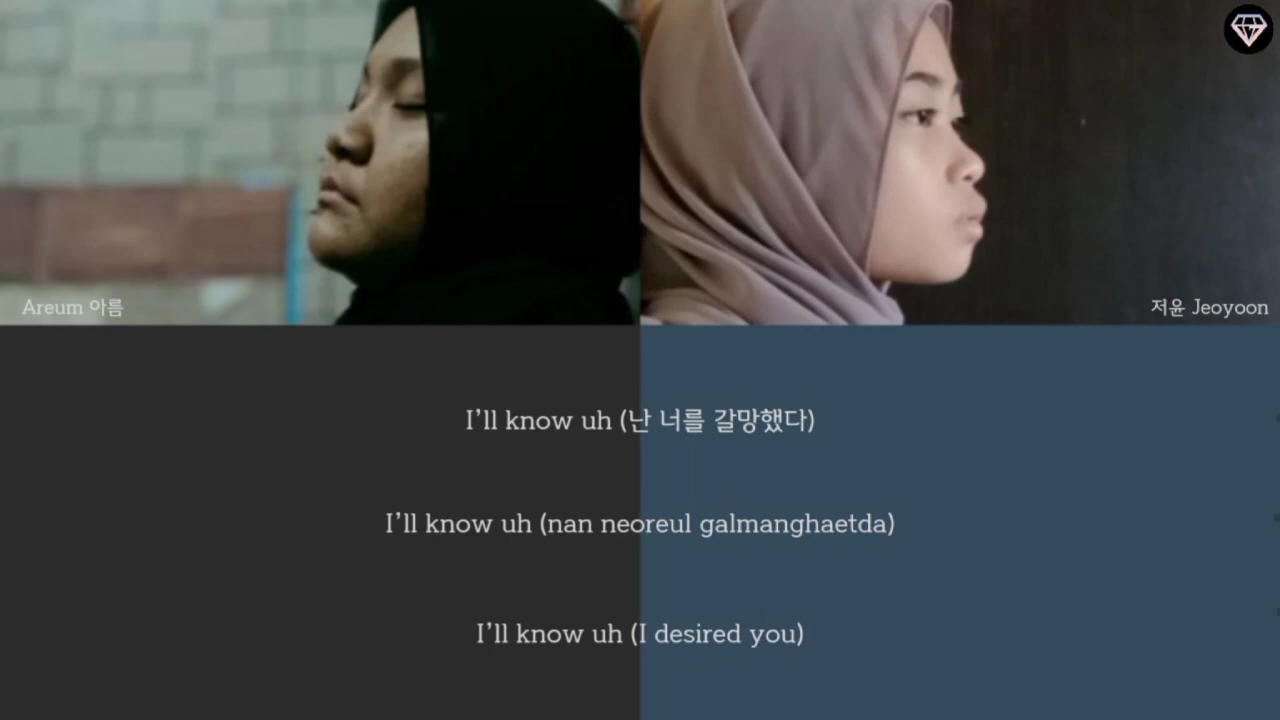 Areum 아름
저윤 Jeoyoon
I'll know uh (난 너를 갈망했다)
I'll know uh (nan neoreul galmanghaetda)
I'll know uh (I desired you)